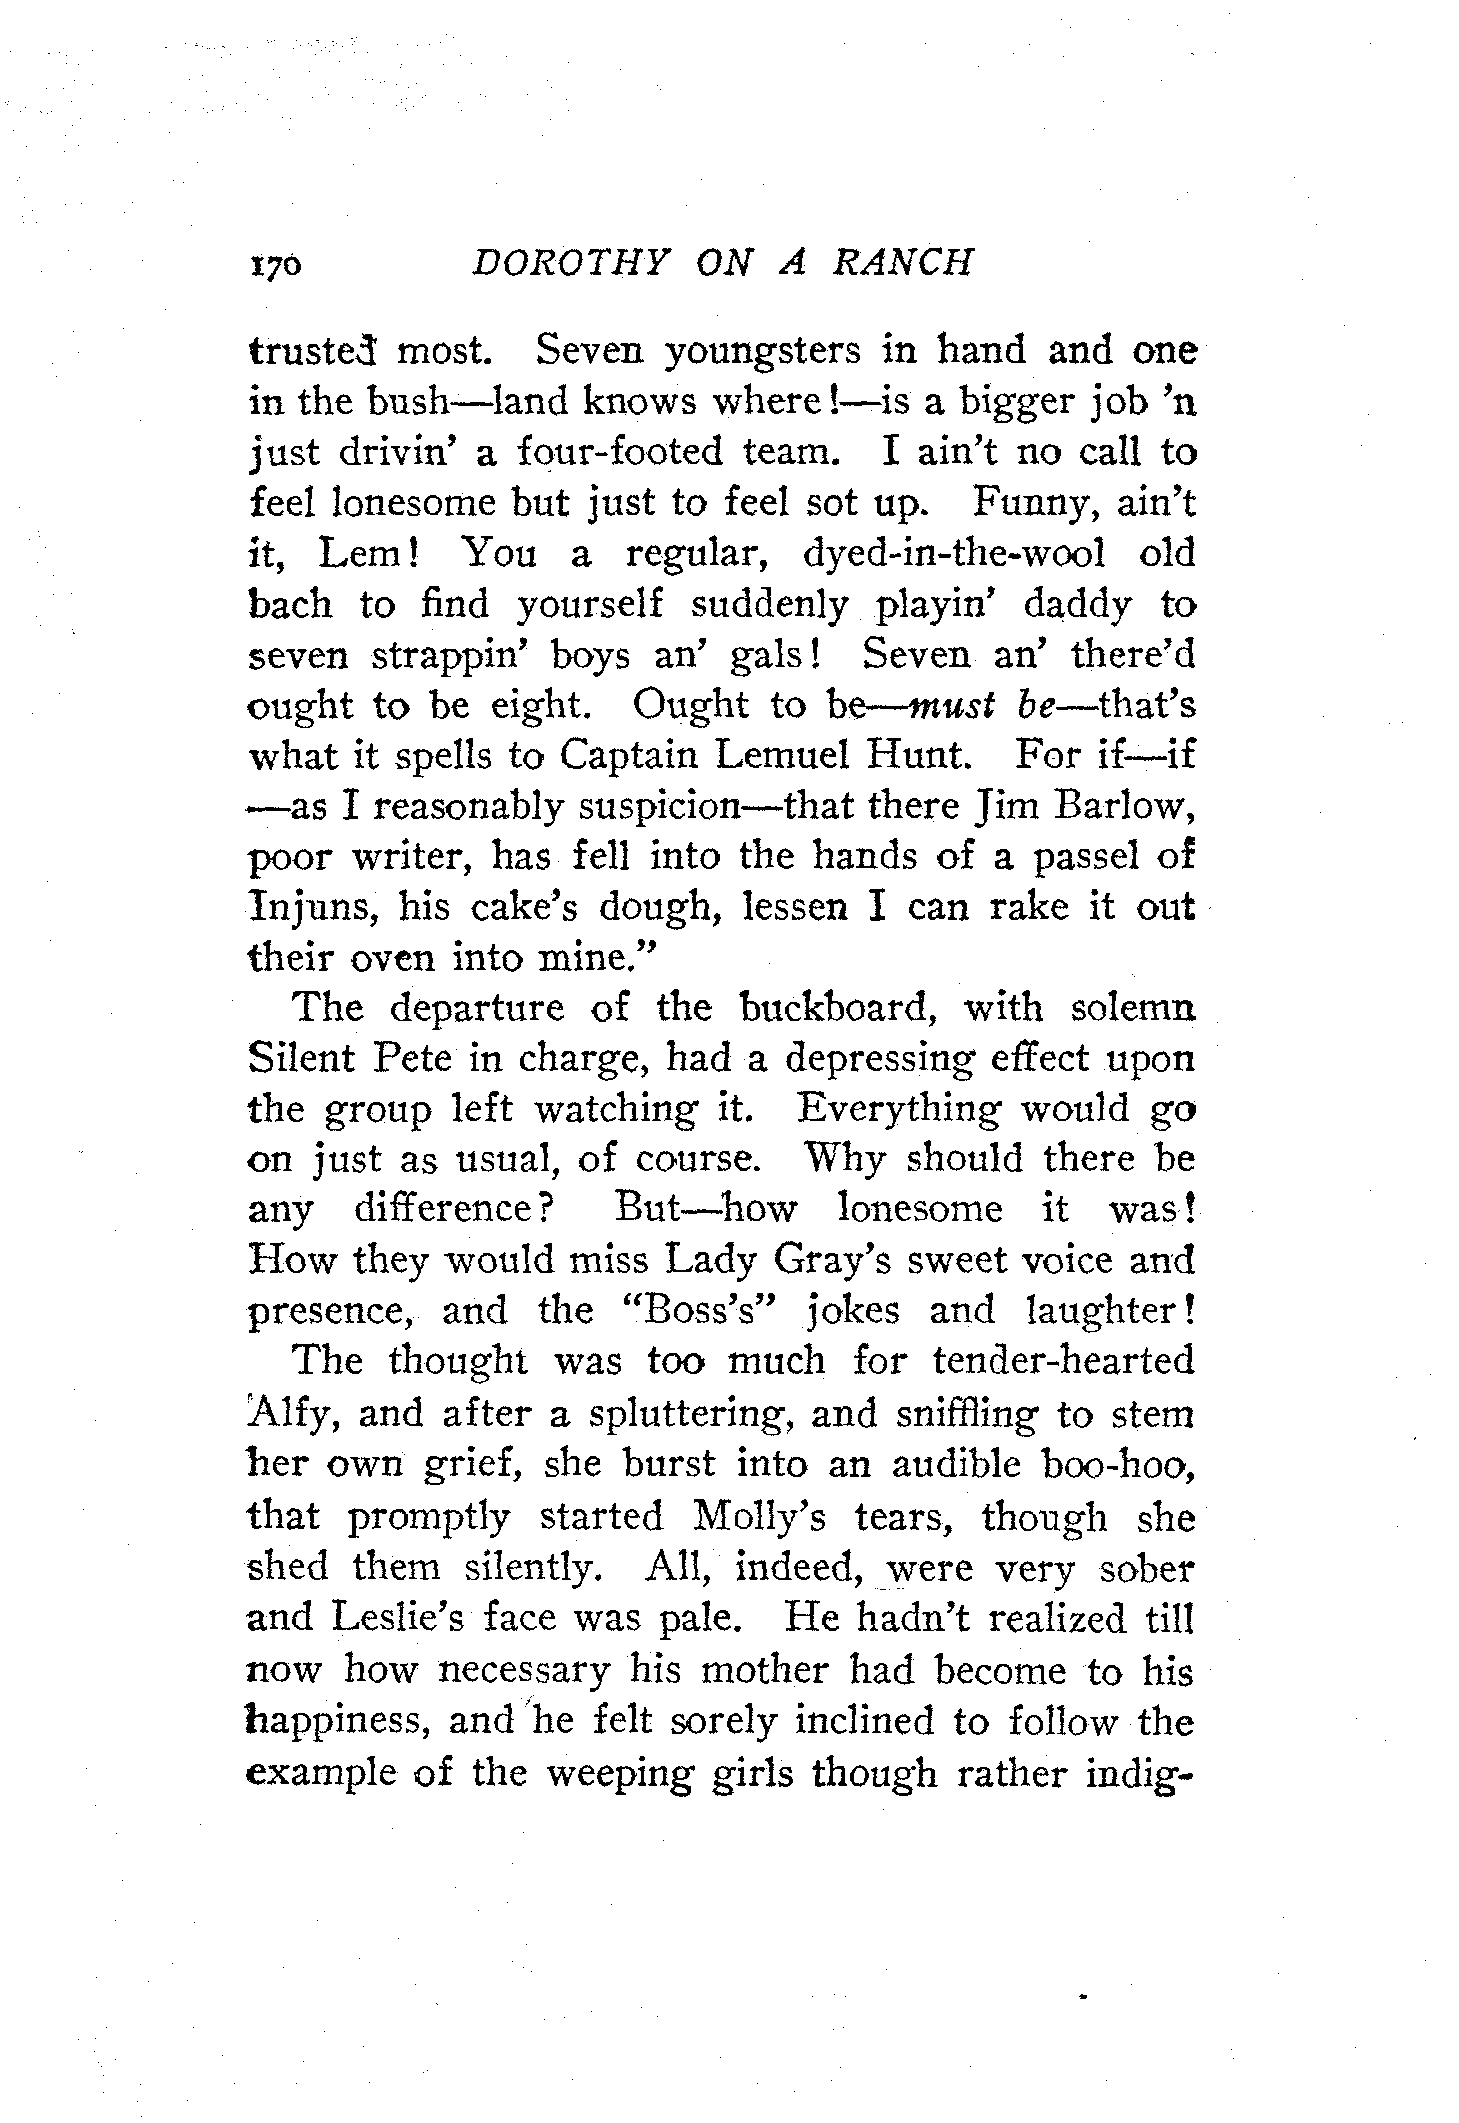 170 DOROTHY ON A RANCH
trusted most. Seven youngsters in hand and one
in the bush—land knows where!—is a bigger job 'n
just drivin' a four-footed team. I ain't no call to
feel lonesome but just to feel sot up. Funny, ain't
it, Lem! You a regular, dyed-in-the-wool old
bach to find yourself suddenly playin' daddy to
seven strappin' boys an' gals! Seven an' there'd
ought to be eight. Ought to be—must be—that's
what it spells to Captain Lemuel Hunt. For if—if
—as I reasonably suspicion—that there Jim Barlow,
poor writer, has fell into the hands of a passel of
Injuns, his cake's dough, lessen I can rake it out
their oven into mine."
The departure of the buckboard, with solemn
Silent Pete in charge, had a depressing effect upon
the group left watching it. Everything would go
on just as usual, of course. Why should there be
any difference? But—how lonesome it was!
How they would miss Lady Gray's sweet voice and
presence, and the "Boss's" jokes and laughter!
The thought was too much for tender-hearted
Alfy, and after a spluttering, and sniffling to stem
her own grief, she burst into an audible boo-hoo,
that promptly started Molly's tears, though she
shed them silently. All, indeed, were very sober
and Leslie's face was pale. He hadn't realized till
now how necessary his mother had become to his
happiness, and he felt sorely inclined to follow the
example of the weeping girls though rather indig-